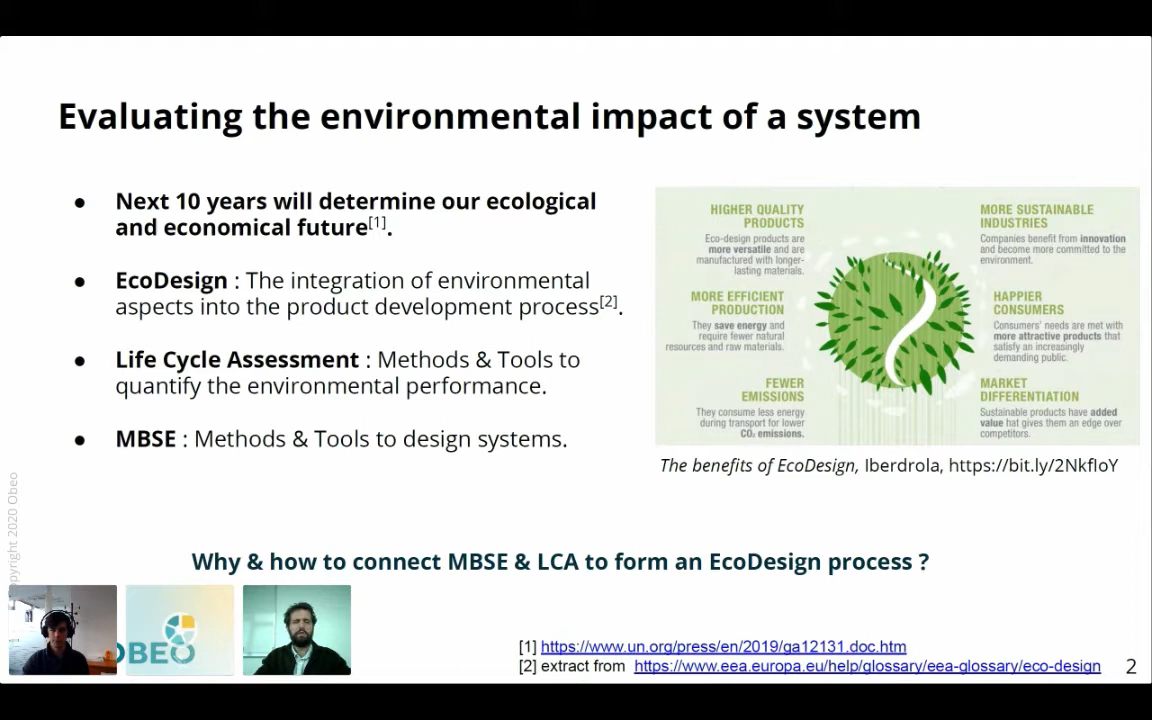 Evaluating the environmental impact of a system
● Next 10 years will determine our ecological
and economical future[1].
● EcoDesign : The integration of environmental
aspects into the product development process[2].
● Life Cycle Assessment : Methods & Tools to
quantify the environmental performance.
● MBSE : Methods & Tools to design systems.
HIGHER QUALITY
PRODUCTS
Eco-design products are
more versatile and are
manufactured with longer-
lasting materials.
MORE EFFICIENT
PRODUCTION
They save energy and
require fewer natural
resources and raw materials.
FEWER
EMISSIONS
They consume less energy
during transport for lower
CO₂ emissions.
MORE SUSTAINABLE
INDUSTRIES
Companies benefit from innovation
and become more committed to the
environment.
HAPPIER
CONSUMERS
Consumers' needs are met with
more attractive products that
satisfy an increasingly
demanding public.
MARKET
DIFFERENTIATION
Sustainable products have added
value hat gives them an edge over
competitors.
The benefits of EcoDesign, Iberdrola, https://bit.ly/2NkfIoY
Why & how to connect MBSE & LCA to form an EcoDesign process ?
opyright 2020 Obeo
OBEO
[1] https://www.un.org/press/en/2019/ga12131.doc.htm
[2] extract from https://www.eea.europa.eu/help/glossary/eea-glossary/eco-design
2